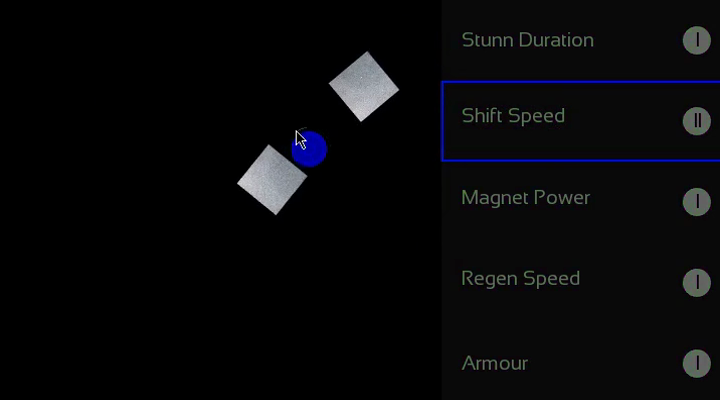 Stunn Duration I
Shift Speed II
Magnet Power I
Regen Speed I
Armour I